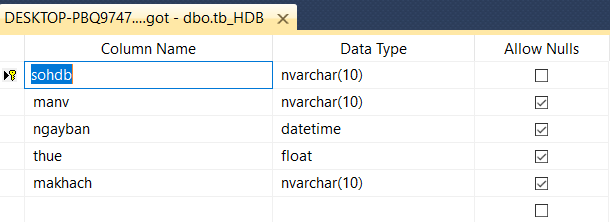 DESKTOP-PBQ9747....got - dbo.tb_HDB
Column Name Data Type Allow Nulls
sohdb nvarchar(10)
manv nvarchar(10)
ngayban datetime
thue float
makhach nvarchar(10)